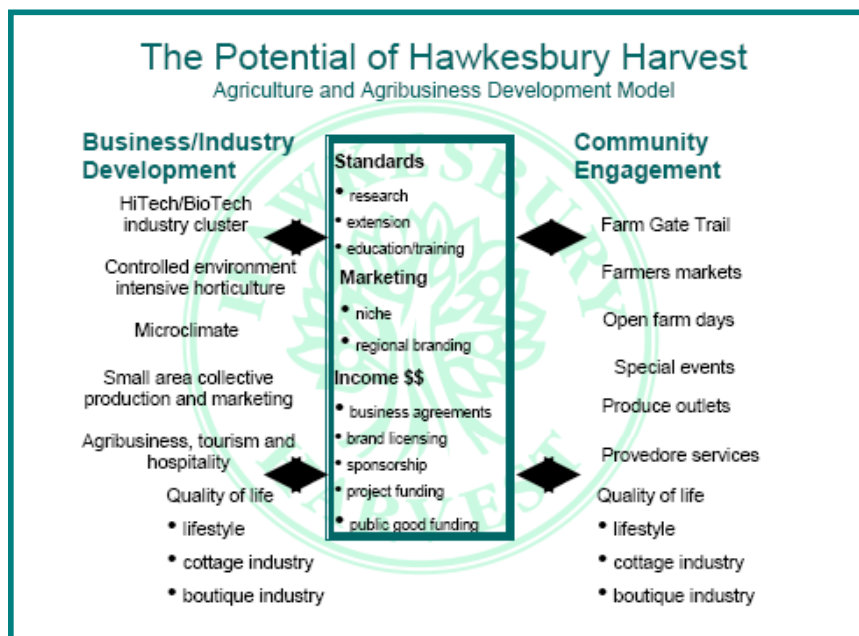 The Potential of Hawkesbury Harvest
Agriculture and Agribusiness Development Model
Business/Industry
Development
HiTech/BioTech
industry cluster
Controlled environment
intensive horticulture
Microclimate
Small area collective
production and marketing
Agribusiness, tourism and
hospitality
Quality of life
• lifestyle
• cottage industry
• boutique industry
Standards
• research
• extension
• education/training
Marketing
• niche
• regional branding
Income $$
• business agreements
• brand licensing
• sponsorship
• project funding
• public good funding
Community
Engagement
Farm Gate Trail
Farmers markets
Open farm days
Special events
Produce outlets
Provedore services
Quality of life
• lifestyle
• cottage industry
• boutique industry
HAWKESBURY
HARVEST